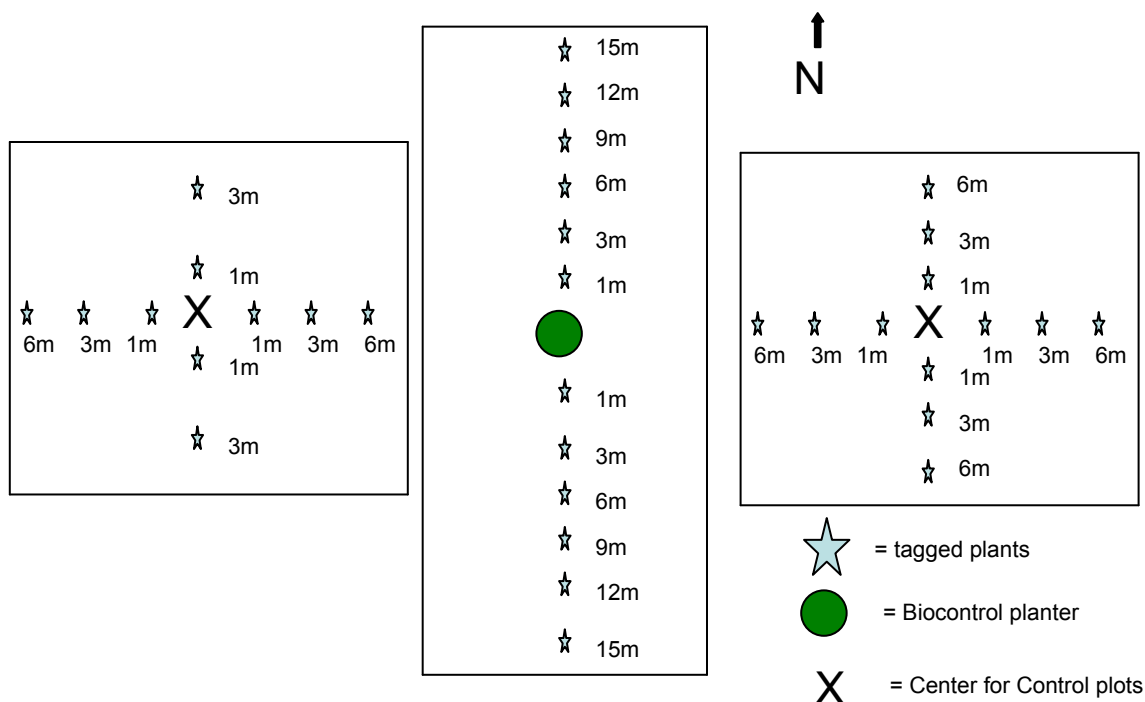 N
15m
12m
9m
6m
3m
1m
1m
3m
6m
9m
12m
15m
3m
1m
X
6m 3m 1m 1m 3m 6m
1m
3m
6m
3m
1m
X
6m 3m 1m 1m 3m 6m
1m
3m
6m
= tagged plants
= Biocontrol planter
X = Center for Control plots